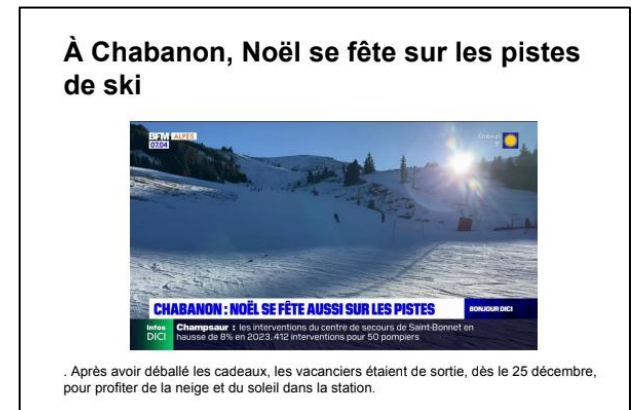 À Chabanon, Noël se fête sur les pistes
de ski
BFM ALPES
07:04
CHABANON : NOËL SE FÊTE AUSSI SUR LES PISTES
BONJOUR DICI
Infos
DICI
Champsaur : les interventions du centre de secours de Saint-Bonnet en
hausse de 8% en 2023. 412 interventions pour 50 pompiers
. Après avoir déballé les cadeaux, les vacanciers étaient de sortie, dès le 25 décembre,
pour profiter de la neige et du soleil dans la station.